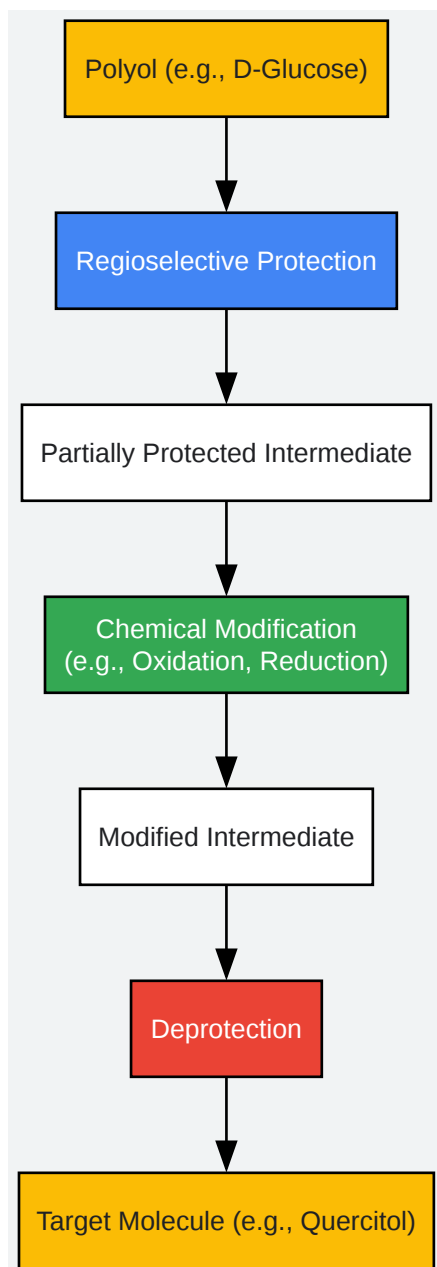 Polyol (e.g., D-Glucose)
Regioselective Protection
Partially Protected Intermediate
Chemical Modification
(e.g., Oxidation, Reduction)
Modified Intermediate
Deprotection
Target Molecule (e.g., Quercitol)